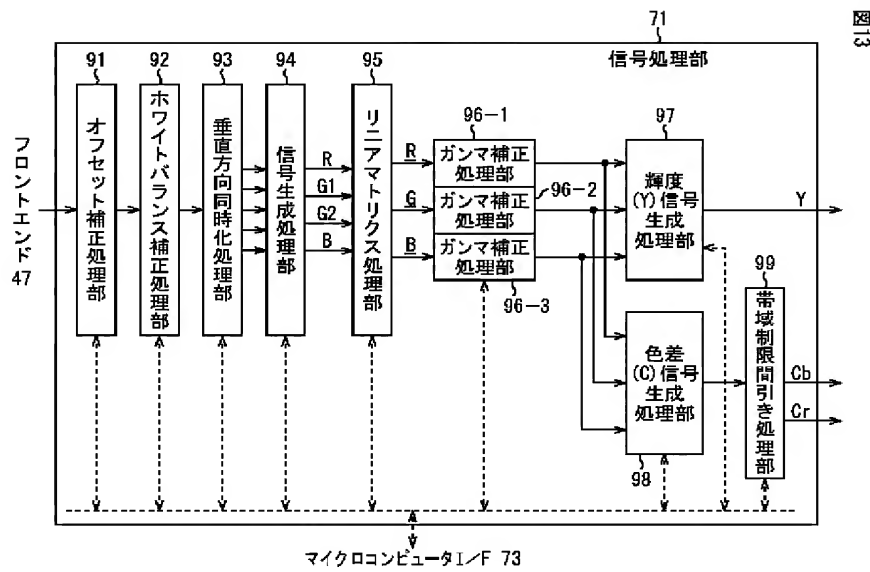 図13
71
信号処理部
フロントエンド 47
91
オフセット補正処理部
92
ホワイトバランス補正処理部
93
垂直方向同時化処理部
94
信号生成処理部
R
G1
G2
B
95
リニアマトリクス処理部
R
G
B
96-1
ガンマ補正
処理部
96-2
ガンマ補正
処理部
ガンマ補正
処理部
96-3
97
輝度
(Y)信号
生成
処理部
Y
色差
(C)信号
生成
処理部
98
99
帯域制限間引き処理部
Cb
Cr
マイクロコンピュータI/F 73